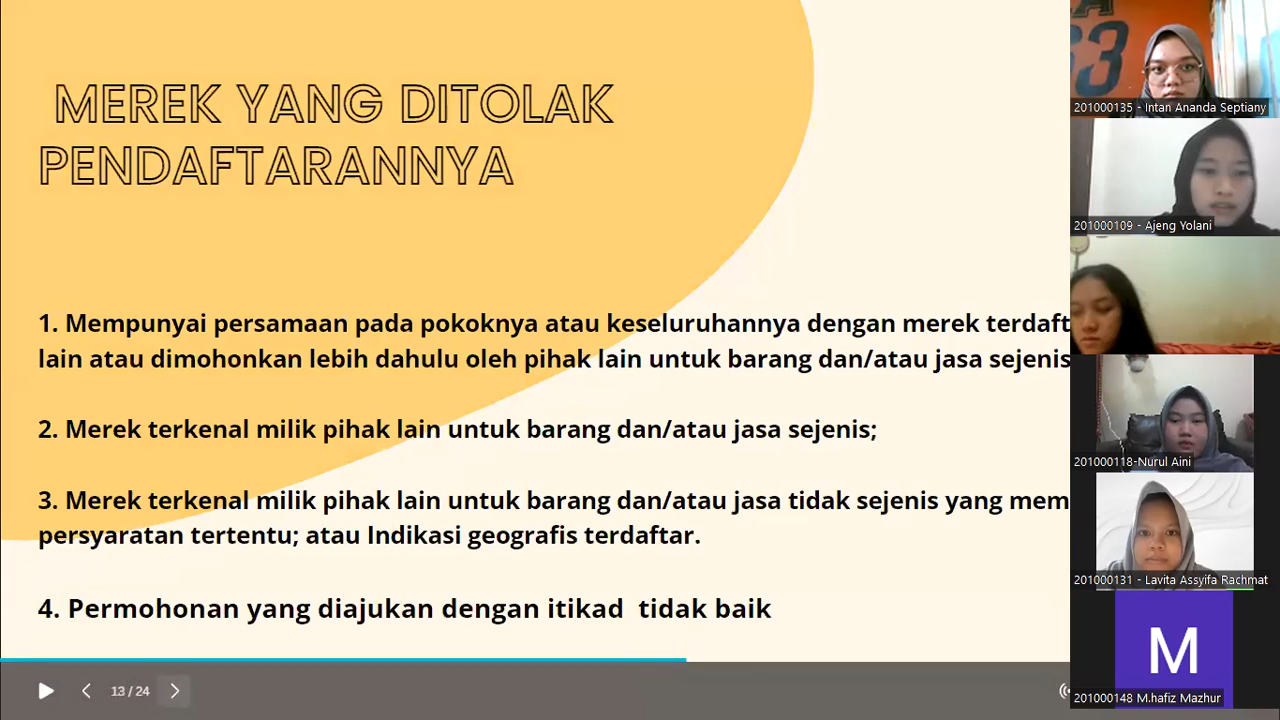 MEREK YANG DITOLAK
PENDAFTARANNYA
1. Mempunyai persamaan pada pokoknya atau keseluruhannya dengan merek terdaft
lain atau dimohonkan lebih dahulu oleh pihak lain untuk barang dan/atau jasa sejenis
2. Merek terkenal milik pihak lain untuk barang dan/atau jasa sejenis;
3. Merek terkenal milik pihak lain untuk barang dan/atau jasa tidak sejenis yang mem
persyaratan tertentu; atau Indikasi geografis terdaftar.
4. Permohonan yang diajukan dengan itikad  tidak baik
13 / 24
201000135 - Intan Ananda Septiany
201000109 - Ajeng Yolani
201000118-Nurul Aini
201000131 - Lavita Assyifa Rachmat
M
201000148 M.hafiz Mazhur